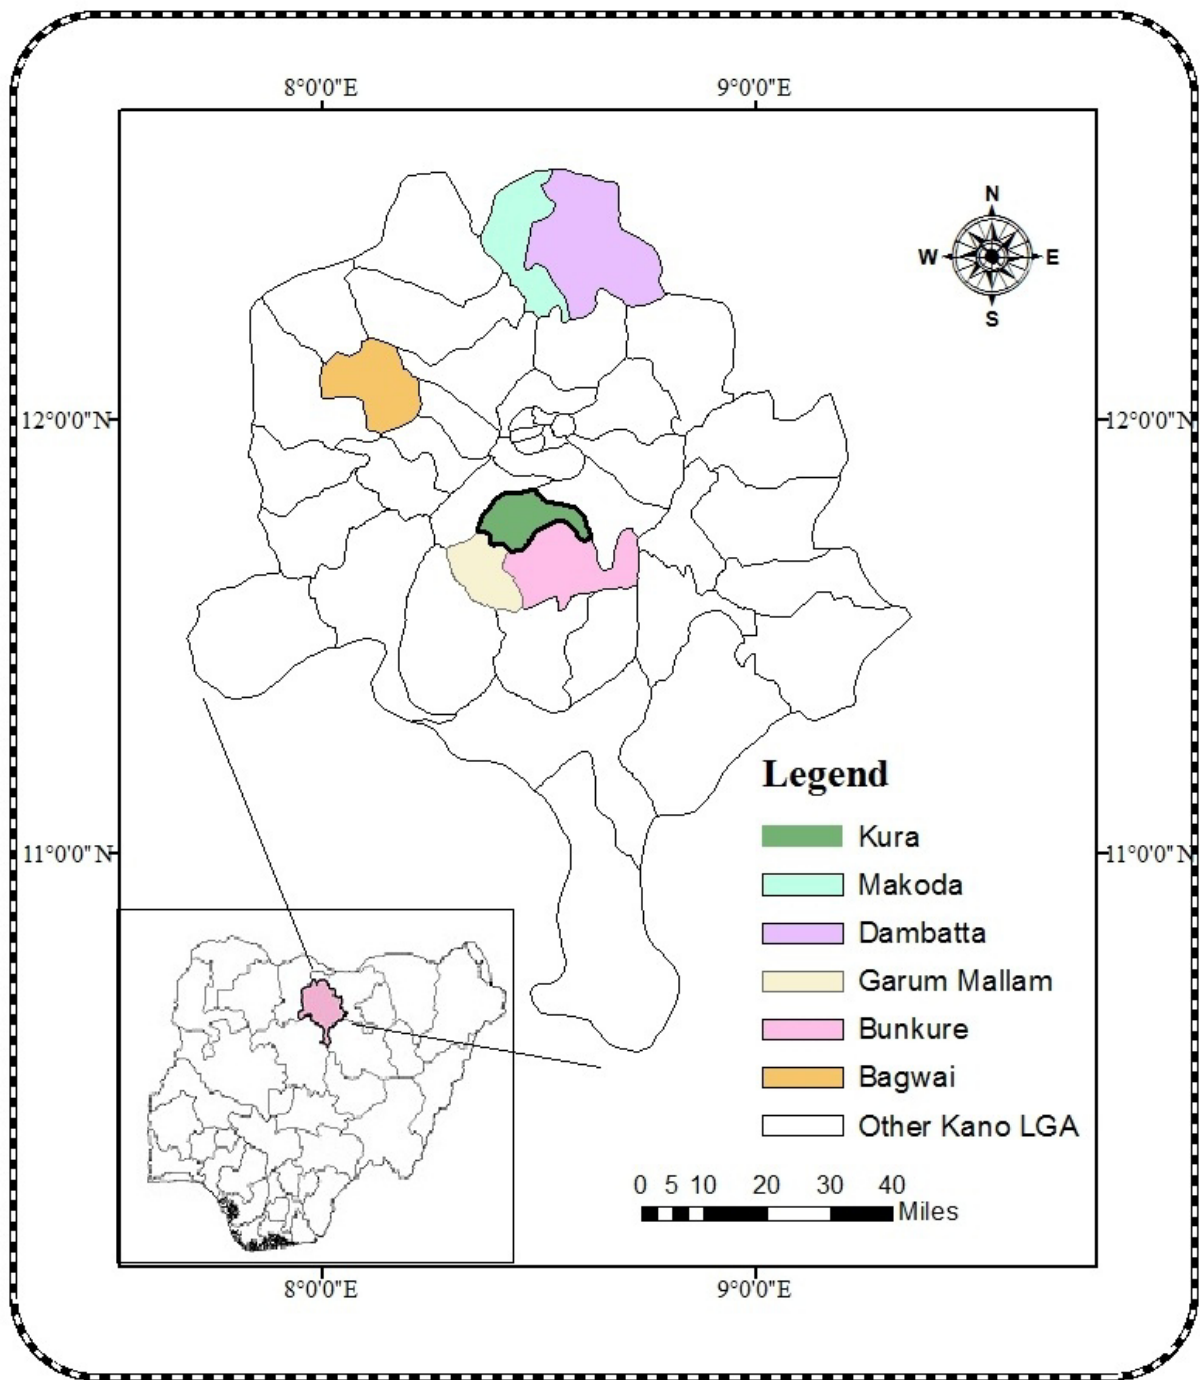 8°0'0"E 9°0'0"E
N
W E
S
12°0'0"N 12°0'0"N
Legend
Kura
11°0'0"N 11°0'0"N
Makoda
Dambatta
Garum Mallam
Bunkure
Bagwai
Other Kano LGA
0 5 10 20 30 40
Miles
8°0'0"E 9°0'0"E